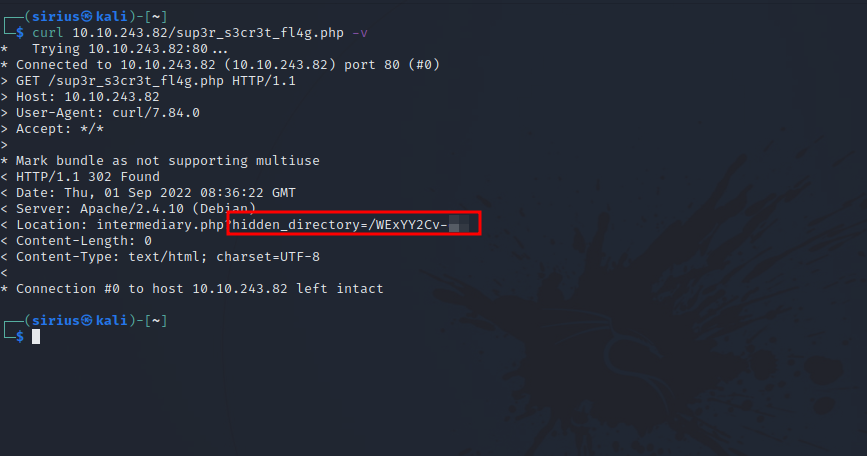 (sirius㉿kali)-[~]
$ curl 10.10.243.82/sup3r_s3cr3t_fl4g.php -v
*   Trying 10.10.243.82:80...
* Connected to 10.10.243.82 (10.10.243.82) port 80 (#0)
> GET /sup3r_s3cr3t_fl4g.php HTTP/1.1
> Host: 10.10.243.82
> User-Agent: curl/7.84.0
> Accept: */*
>
* Mark bundle as not supporting multiuse
< HTTP/1.1 302 Found
< Date: Thu, 01 Sep 2022 08:36:22 GMT
< Server: Apache/2.4.10 (Debian)
< Location: intermediary.php?hidden_directory=/WExYY2Cv-
< Content-Length: 0
< Content-Type: text/html; charset=UTF-8
<
* Connection #0 to host 10.10.243.82 left intact
(sirius㉿kali)-[~]
$